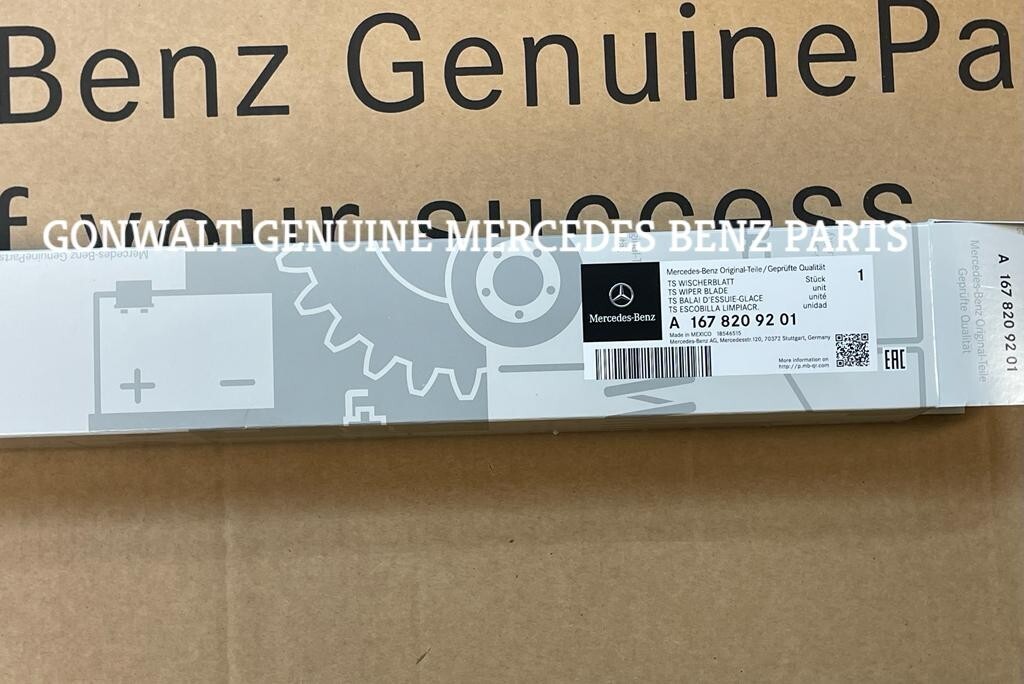 Benz GenuinePa
f your success
GONWALT GENUINE MERCEDES BENZ PARTS
Mercedes-Benz GenuineParts
Mercedes-Benz
Mercedes-Benz Original-Teile/Geprüfte Qualität
TS WISCHERBLATT Stück 1
TS WIPER BLADE unit
TS BALAI D'ESSUIE-GLACE unité
TS ESCOBILLA LIMPIACR. unidad
A 167 820 92 01
Made in MEXICO 18546515
Mercedes-Benz AG, Mercedesstr.120, 70372 Stuttgart, Germany
More information on
http://p.mb-qr.com
EAC
Mercedes-Benz Original-Teile
Geprüfte Qualität
A 167 820 92 01